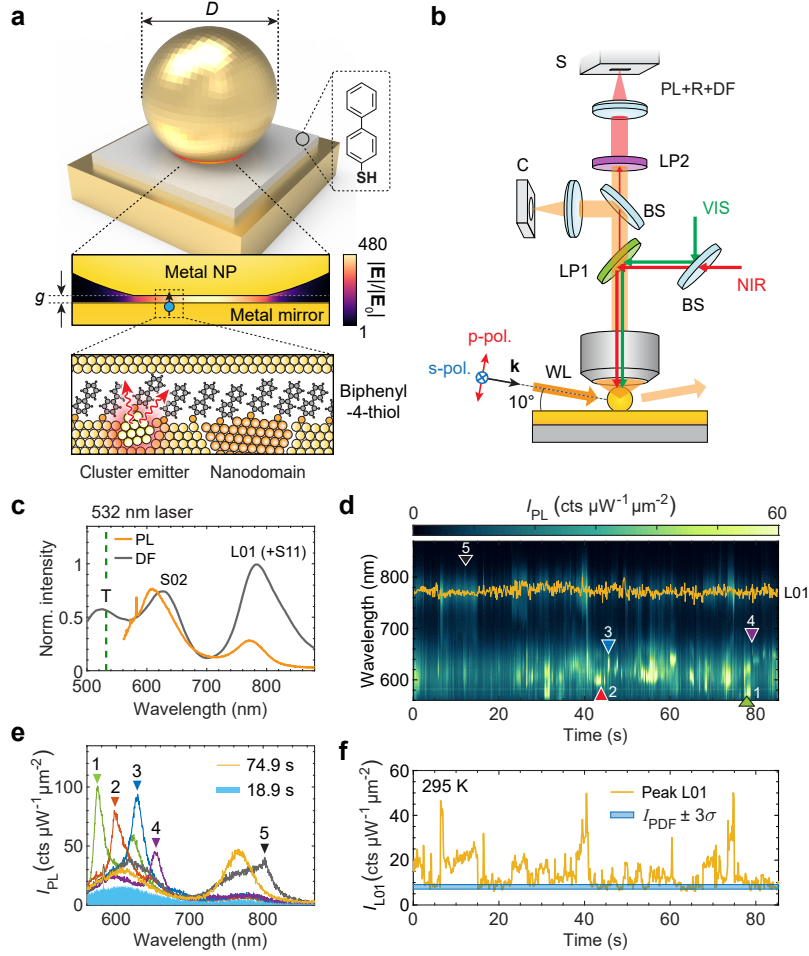 a
D
SH
480
|E|/|E₀|
1
Metal NP
g
Metal mirror
Biphenyl
-4-thiol
Cluster emitter
Nanodomain
b
S
PL+R+DF
LP2
C
BS
VIS
LP1
BS
NIR
p-pol.
s-pol.
k
WL
10°
c
532 nm laser
PL
DF
L01 (+S11)
T
S02
Norm. intensity
1
0.5
0
500
600
700
800
Wavelength (nm)
d
I_PL (cts µW⁻¹ µm⁻²)
0
60
5
L01
3
4
2
1
Wavelength (nm)
800
700
600
0
20
40
60
80
Time (s)
e
1
2
3
4
5
74.9 s
18.9 s
I_PL (cts µW⁻¹ µm⁻²)
100
50
0
600
700
800
Wavelength (nm)
f
295 K
Peak L01
I_PDF ± 3σ
I_L01 (cts µW⁻¹ µm⁻²)
60
40
20
0
0
20
40
60
80
Time (s)